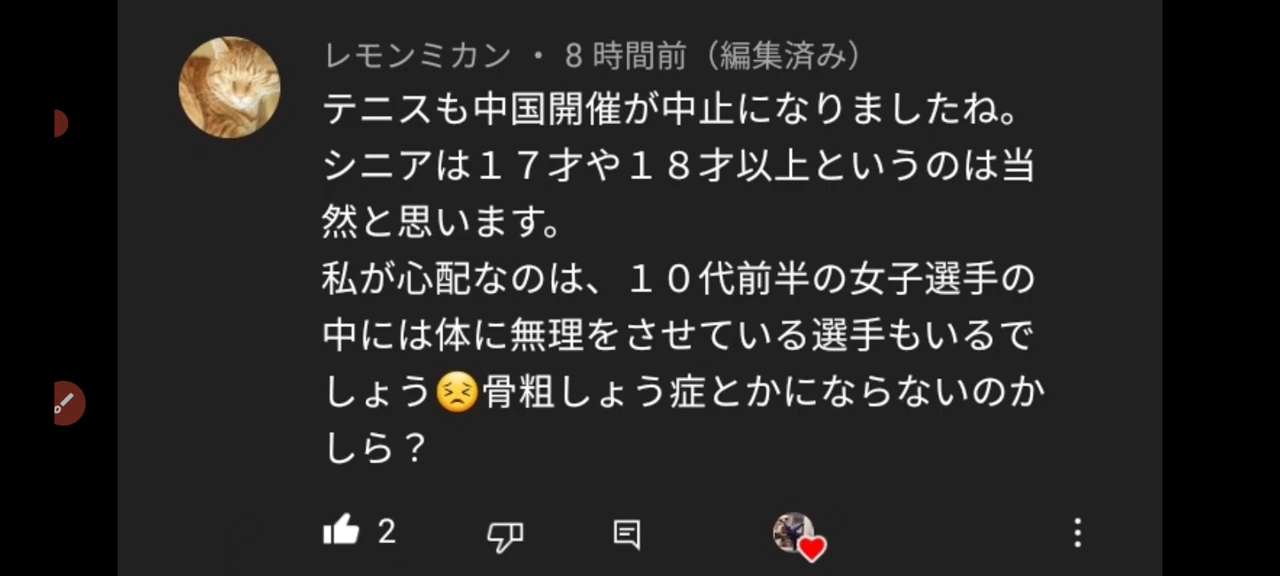 レモンミカン ・ 8 時間前（編集済み）
テニスも中国開催が中止になりましたね。
シニアは１７才や１８才以上というのは当
然と思います。
私が心配なのは、１０代前半の女子選手の
中には体に無理をさせている選手もいるで
しょう😣骨粗しょう症とかにならないのか
しら？
2